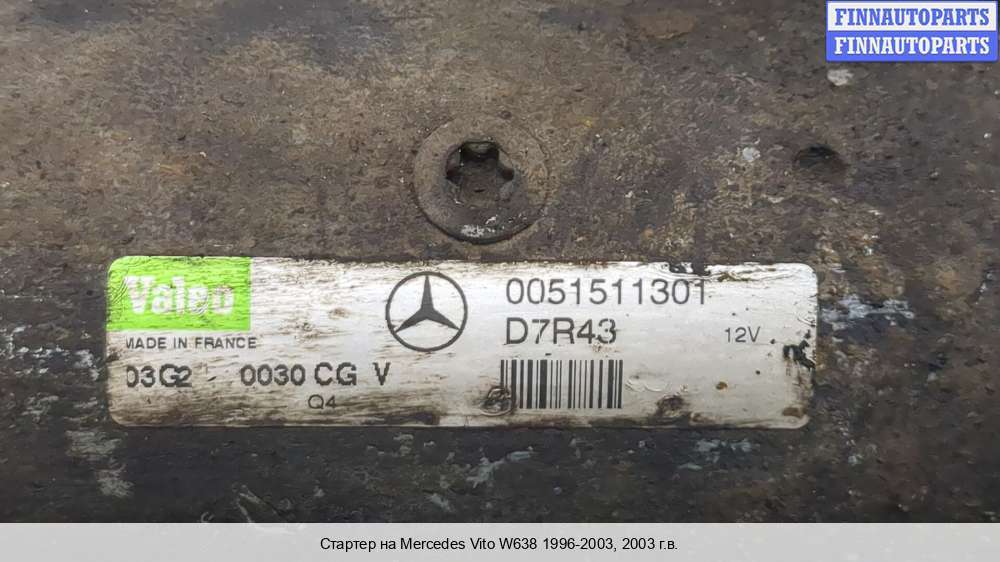 FINNAUTOPARTS
FINNAUTOPARTS
Valeo
0051511301
D7R43
12V
MADE IN FRANCE
03G2 0030 CG V
Q4
Стартер на Mercedes Vito W638 1996-2003, 2003 г.в.